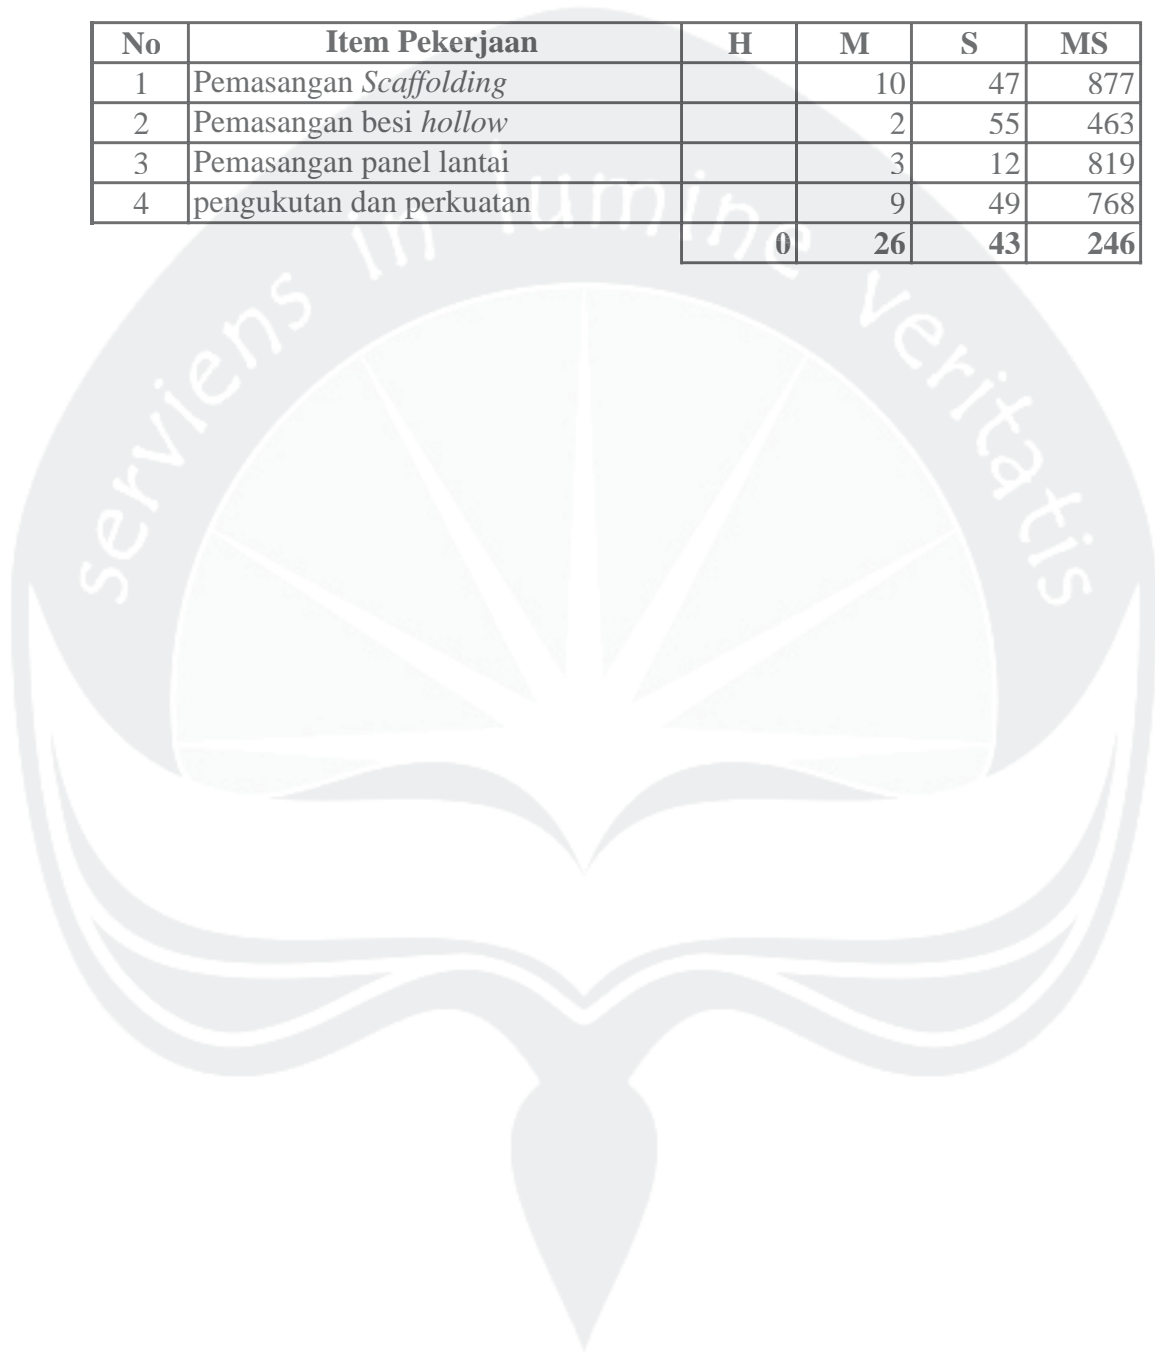 No Item Pekerjaan H M S MS
1 Pemasangan Scaffolding 10 47 877
2 Pemasangan besi hollow 2 55 463
3 Pemasangan panel lantai 3 12 819
4 pengukutan dan perkuatan 9 49 768
0 26 43 246
serviens in lumine veritatis